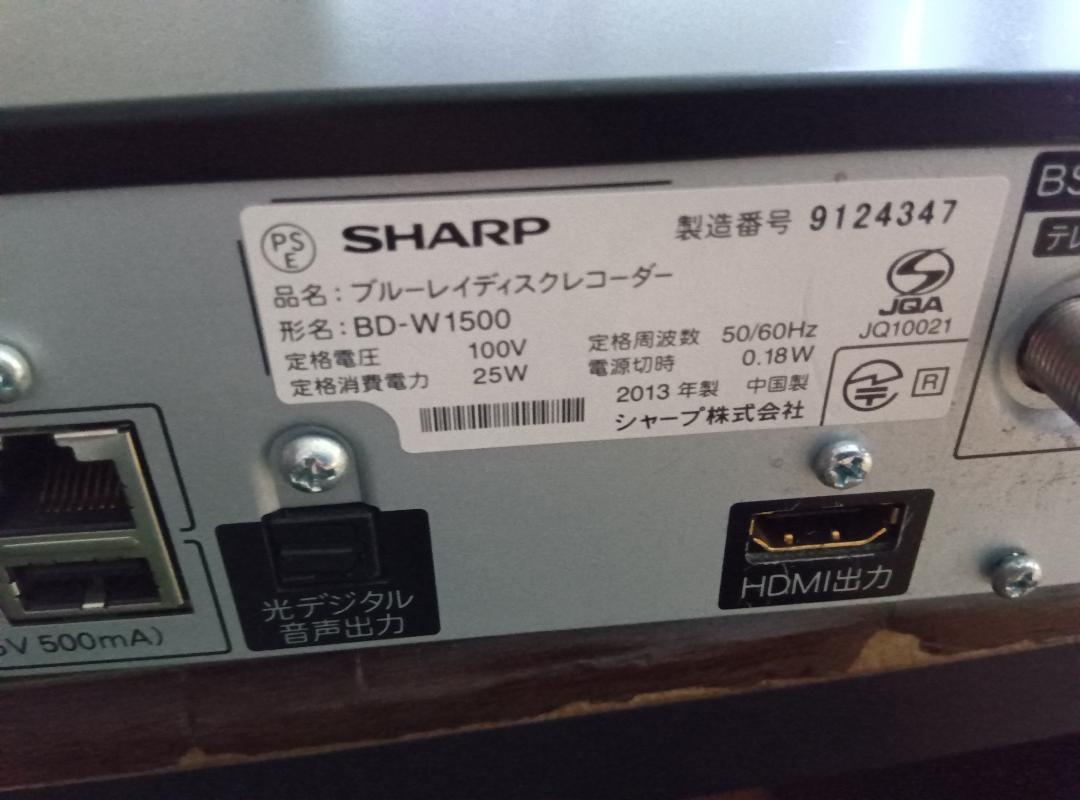 PS
E
SHARP
製造番号 9124347
品名：ブルーレイディスクレコーダー
形名：BD-W1500
定格電圧 100V
定格消費電力 25W
定格周波数 50/60Hz
電源切時 0.18W
2013 年製 中国製
シャープ株式会社
JQA
JQ10021
R
BS
テレ
光デジタル
音声出力
HDMI出力
5V 500mA)